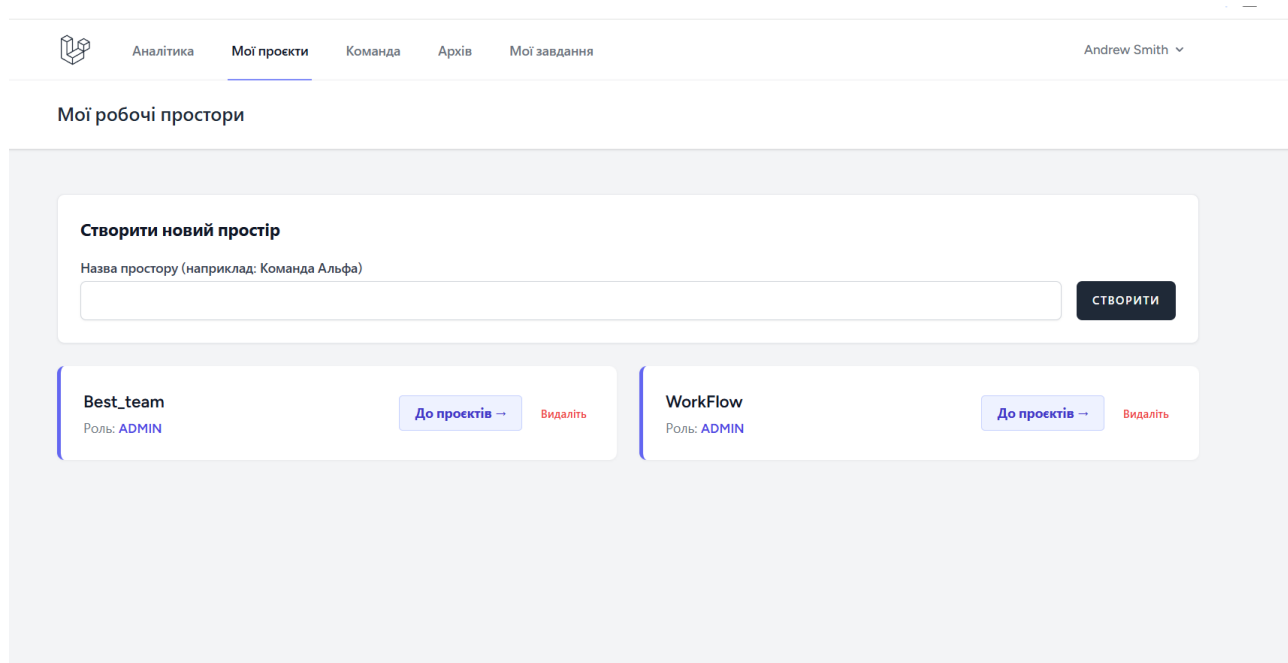 Аналітика Мої проєкти Команда Архів Мої завдання Andrew Smith
Мої робочі простори
Створити новий простір
Назва простору (наприклад: Команда Альфа)
СТВОРИТИ
Best_team
Роль: ADMIN
До проєктів →
Видаліть
WorkFlow
Роль: ADMIN
До проєктів →
Видаліть